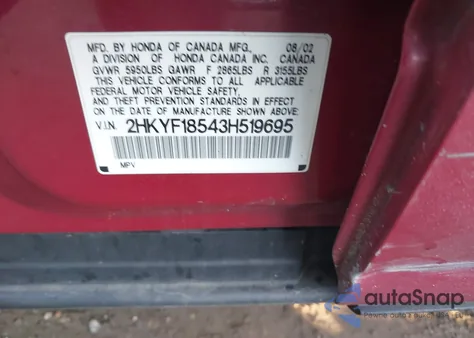 MFD. BY HONDA OF CANADA MFG. 08/02
A DIVISION OF HONDA CANADA INC. CANADA
GVWR 5950LBS GAWR F 2865LBS R 3155LBS
THIS VEHICLE CONFORMS TO ALL APPLICABLE
FEDERAL MOTOR VEHICLE SAFETY,
AND THEFT PREVENTION STANDARDS IN EFFECT
ON THE DATE OF MANUFACTURE SHOWN ABOVE.
V.I.N. 2HKYF18543H519695
MPV
autoSnap